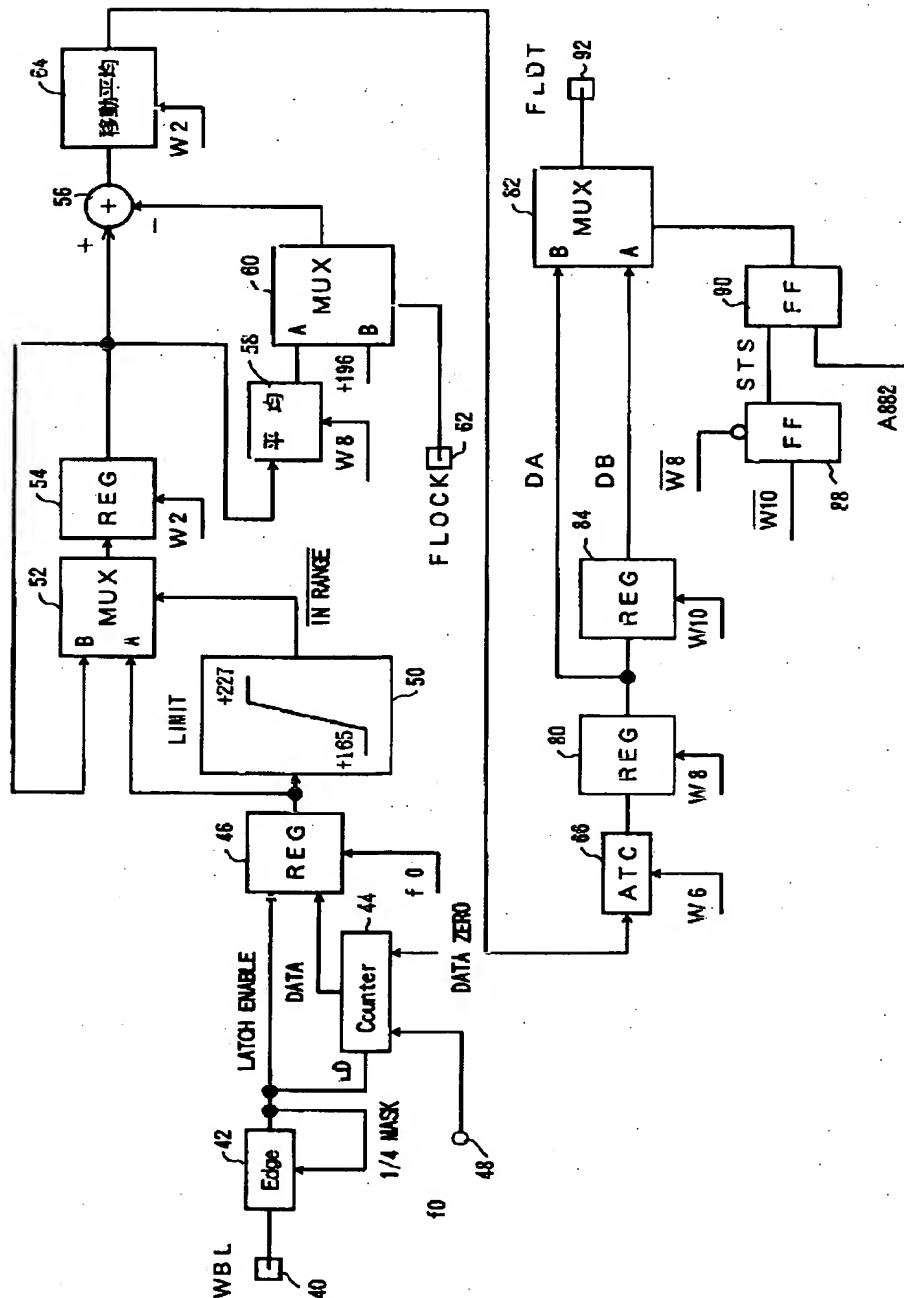 WBL
40
42
Edge
1/4 MASK
LATCH ENABLE
LD
DATA
44
Counter
DATA ZERO
f0
48
46
REG
f 0
LIMIT
+227
+165
50
IN RANGE
52
B
MUX
A
54
REG
W2
+
56
+
−
58
平均
W8
60
A
MUX
B
+196
FLOCK
62
64
移動平均
W2
66
ATC
W6
80
REG
W8
DA
84
REG
W10
DB
82
B
MUX
A
FLDT
92
W8
W10
FF
88
STS
90
FF
A882